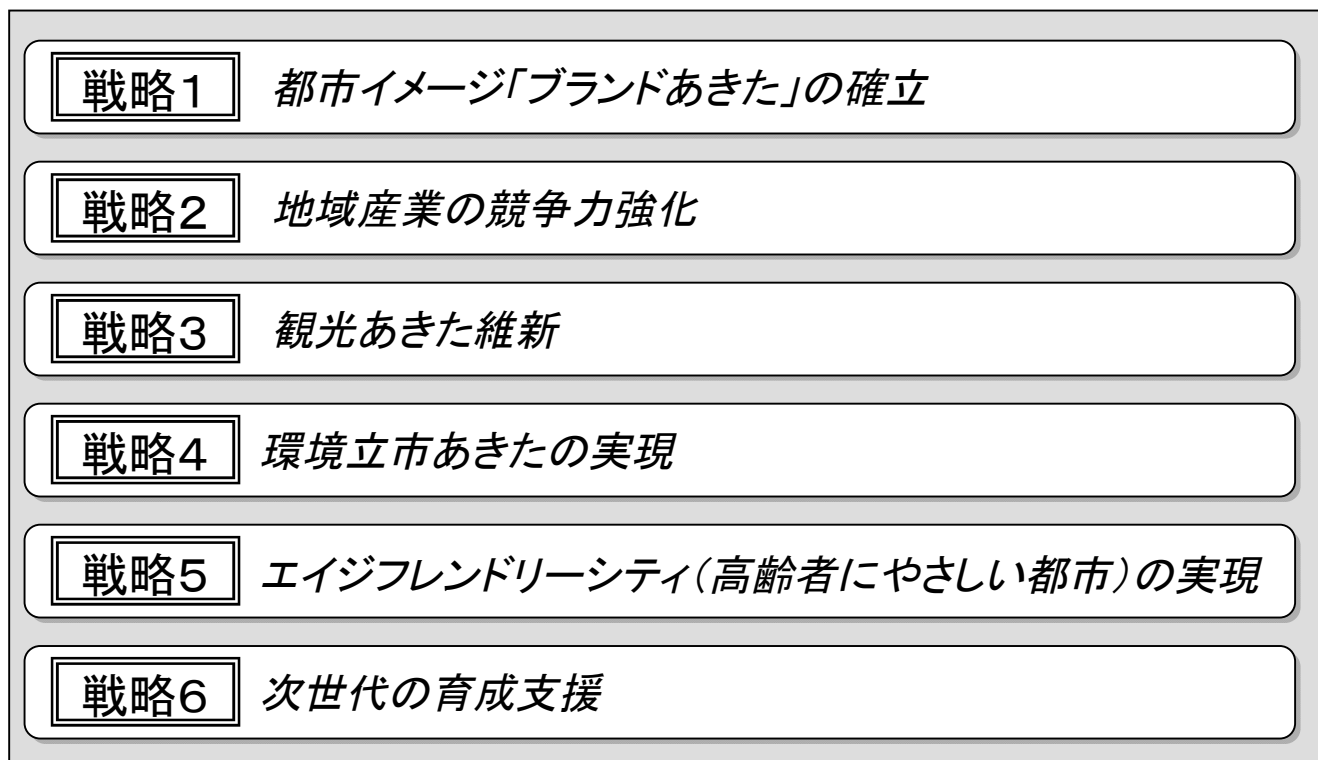 戦略1 都市イメージ「ブランドあきた」の確立
戦略2 地域産業の競争力強化
戦略3 観光あきた維新
戦略4 環境立市あきたの実現
戦略5 エイジフレンドリーシティ(高齢者にやさしい都市)の実現
戦略6 次世代の育成支援